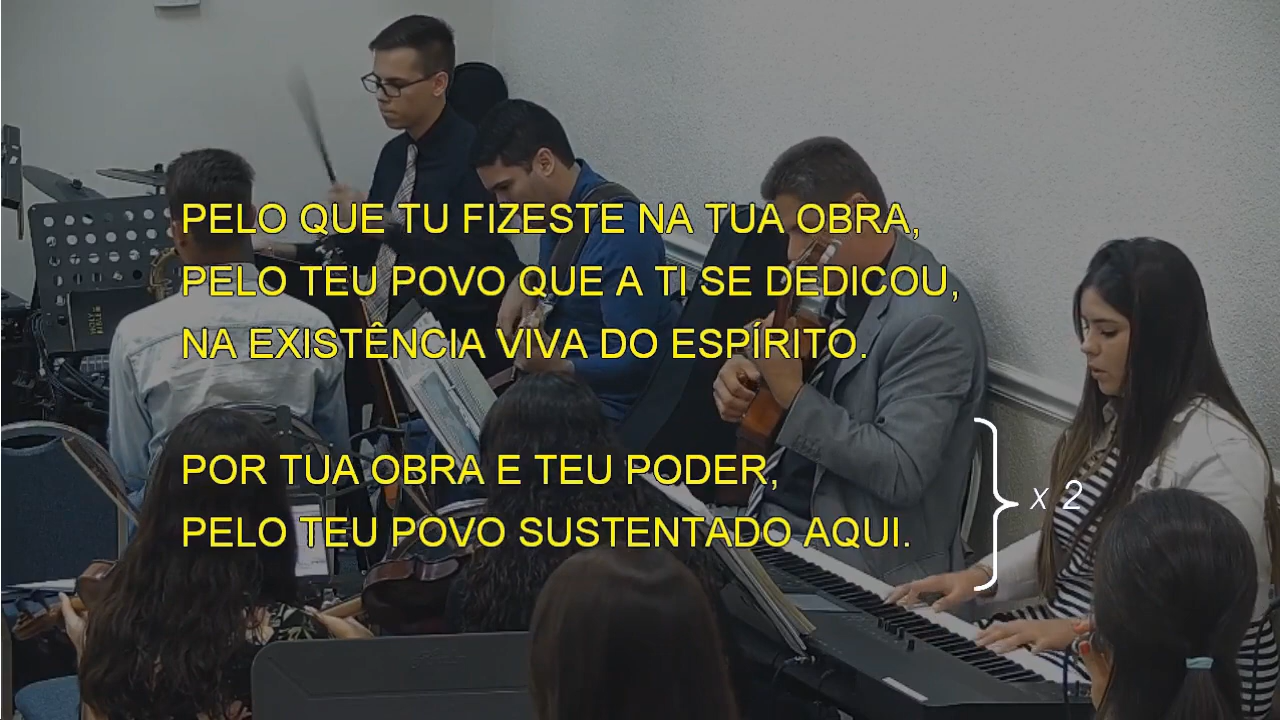 PELO QUE TU FIZESTE NA TUA OBRA,
PELO TEU POVO QUE A TI SE DEDICOU,
NA EXISTÊNCIA VIVA DO ESPÍRITO.
POR TUA OBRA E TEU PODER,
PELO TEU POVO SUSTENTADO AQUI.
x 2